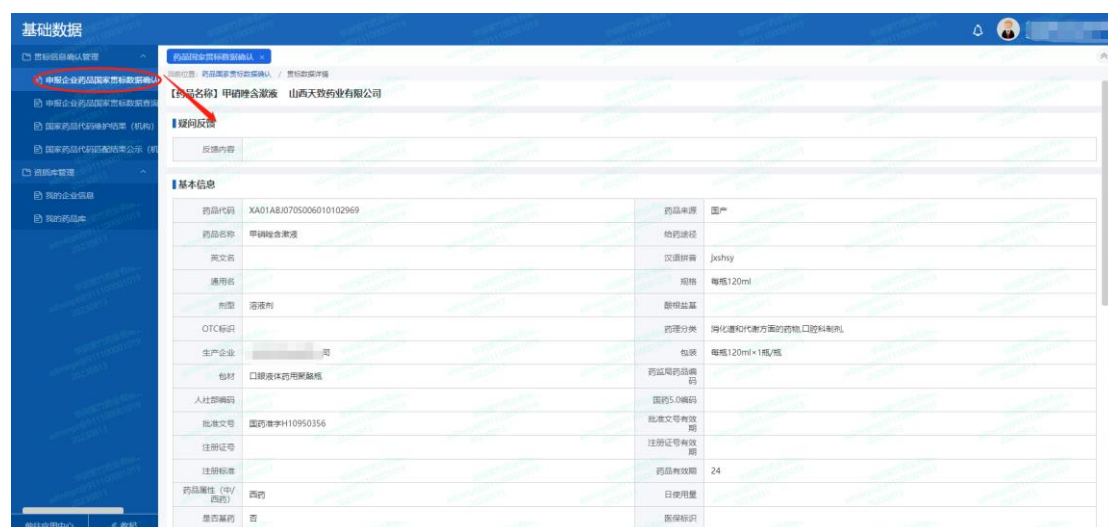 基础数据
贯标信息确认管理
药品国家贯标数据确认 ×
申报企业药品国家贯标数据确认
当前位置：药品国家贯标数据确认 / 贯标数据详情
申报企业药品国家贯标数据查询
【药品名称】甲硝唑含漱液 山西天致药业有限公司
国家药品代码维护结果（机构）
疑问反馈
国家药品代码匹配结果公示（机
反馈内容
资质库管理
基本信息
我的企业信息
我的药品库
药品代码 XA01ABJ070S006010102969 药品来源 国产
药品名称 甲硝唑含漱液 给药途径
英文名 汉语拼音 jxshsy
通用名 规格 每瓶120ml
剂型 溶液剂 酸根盐基
OTC标识 药理分类 消化道和代谢方面的药物,口腔科制剂,
生产企业 司 包装 每瓶120ml×1瓶/瓶
包材 口服液体药用聚酯瓶 药监局药品编码
人社部编码 国药5.0编码
批准文号 国药准字H10950356 批准文号有效期
注册证号 注册证号有效期
注册标准 药品有效期 24
药品属性（中/西药） 西药 日使用量
是否基药 否 医保标识
前往应用中心 收起